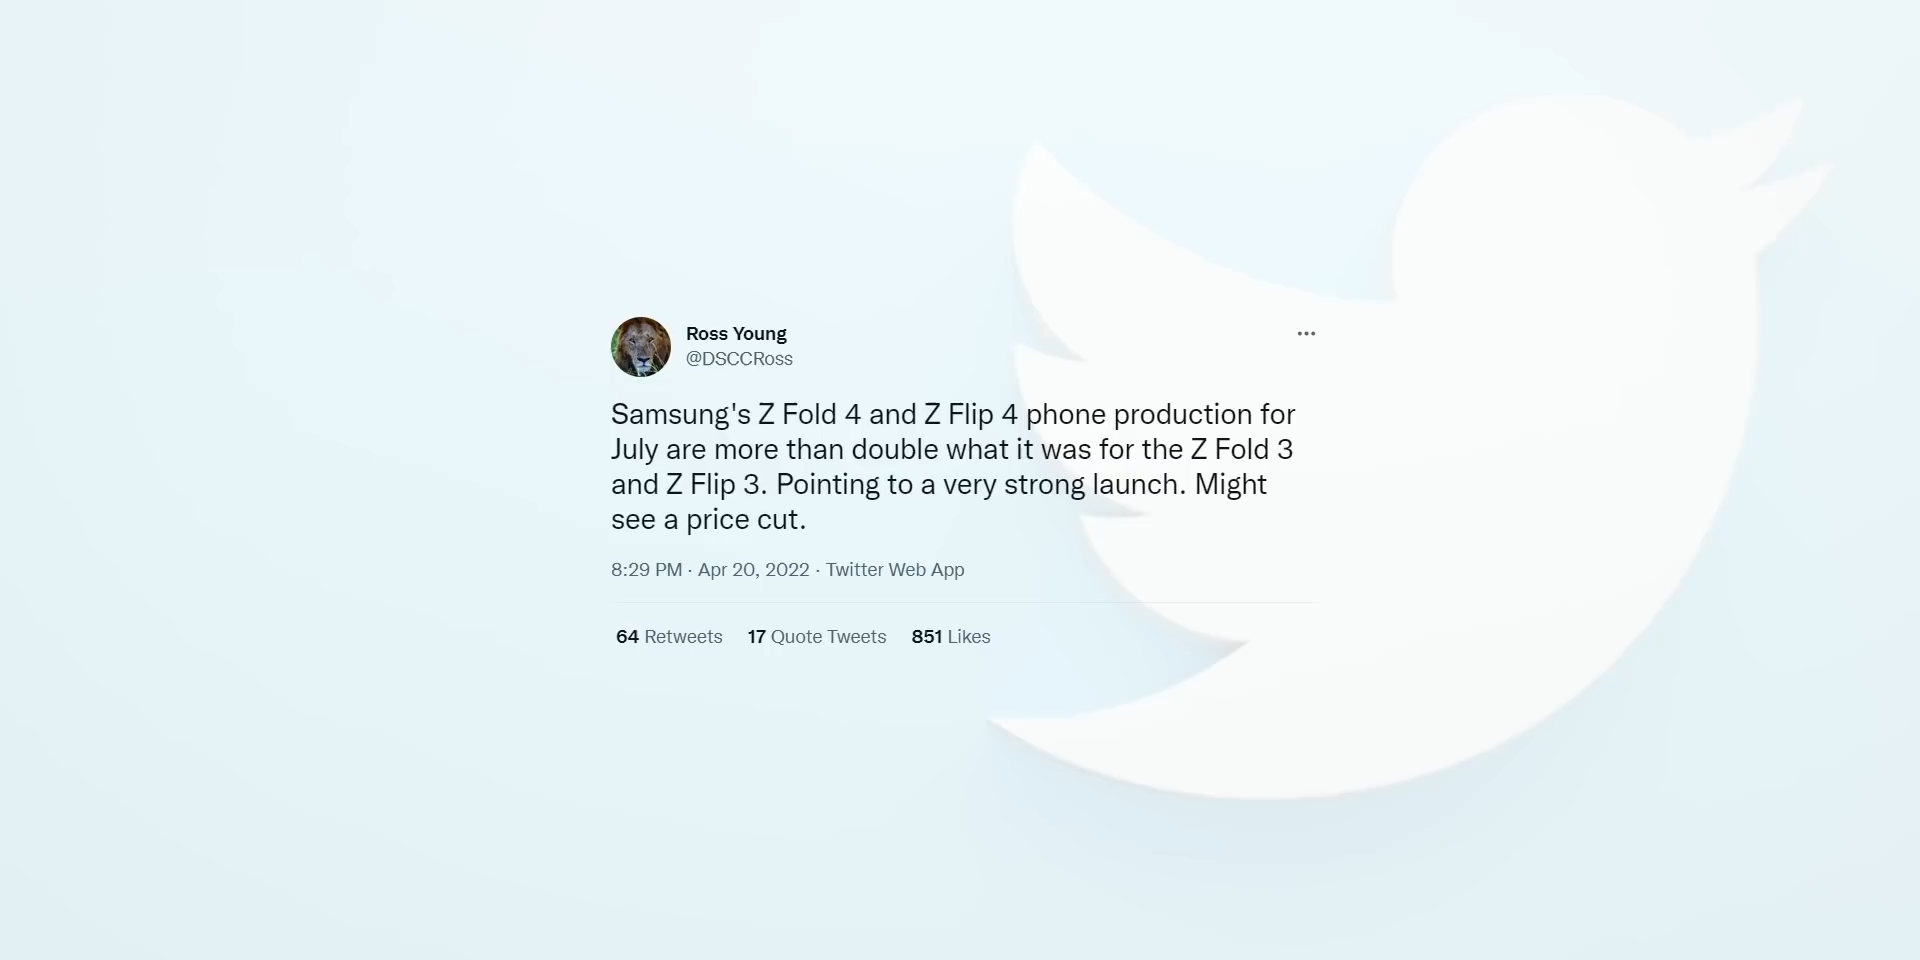 Ross Young
@DSCCRoss
Samsung's Z Fold 4 and Z Flip 4 phone production for
July are more than double what it was for the Z Fold 3
and Z Flip 3. Pointing to a very strong launch. Might
see a price cut.
8:29 PM · Apr 20, 2022 · Twitter Web App
64 Retweets 17 Quote Tweets 851 Likes